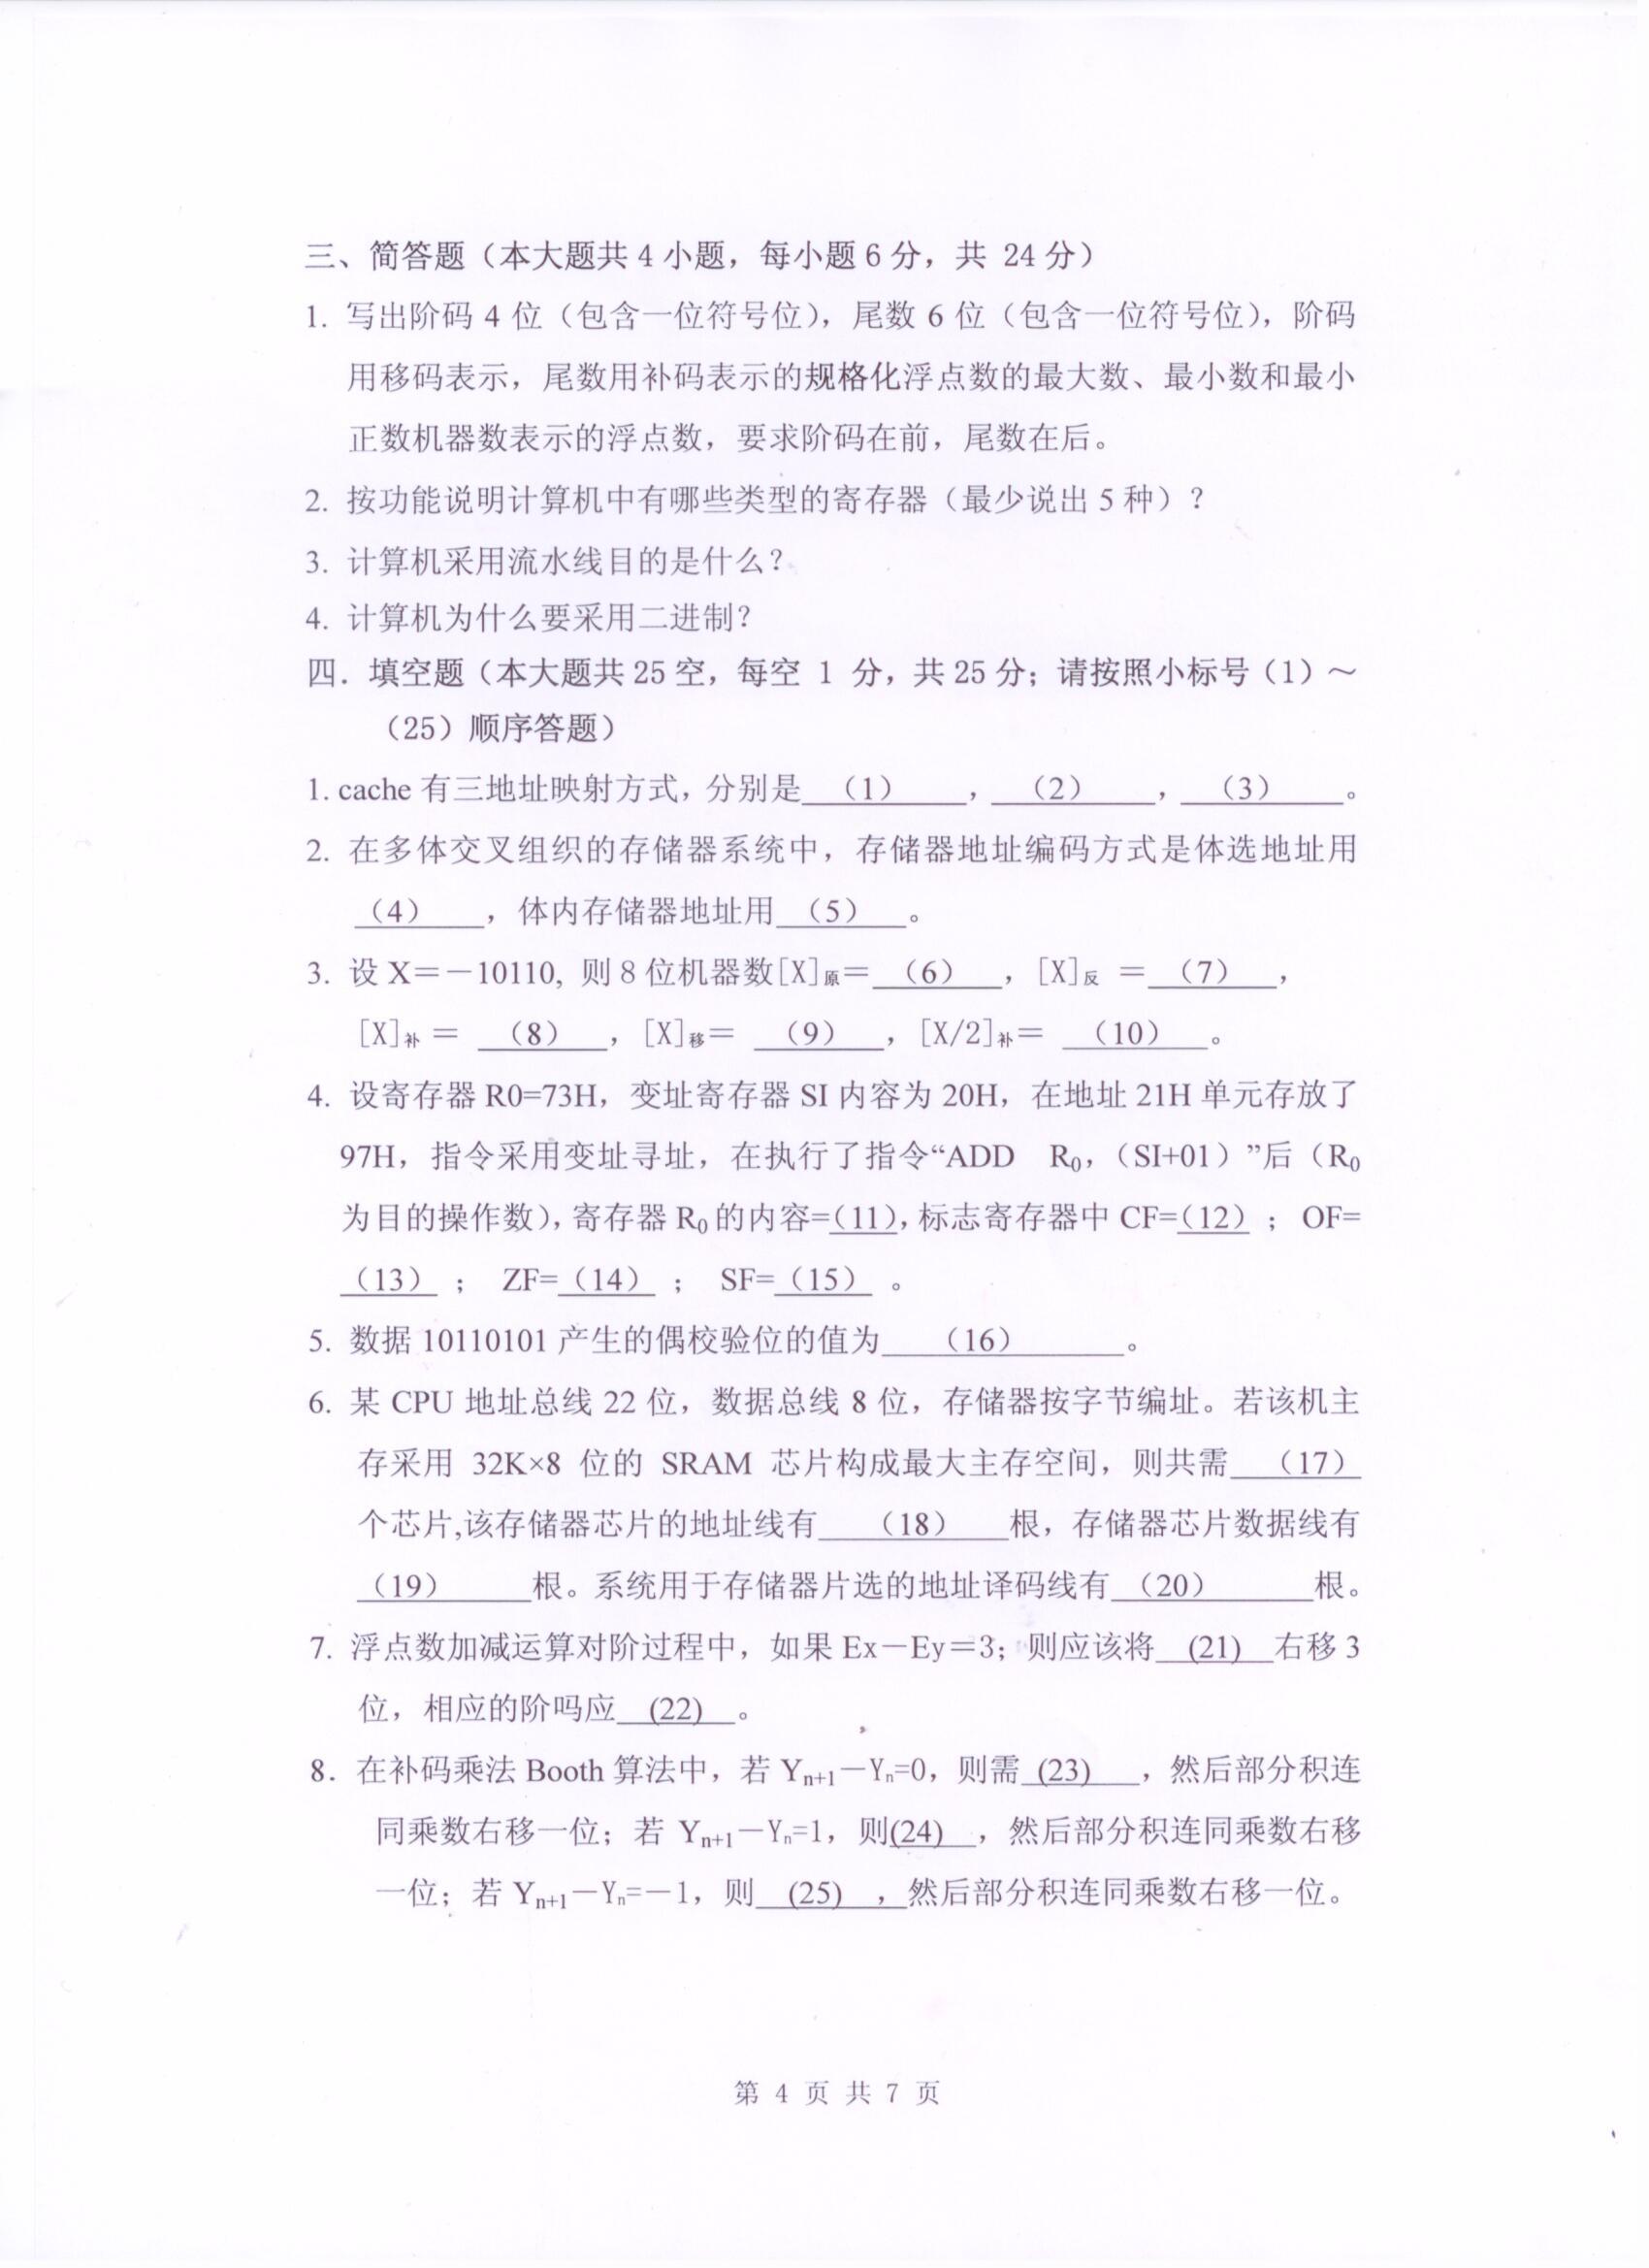 三、简答题（本大题共 4 小题，每小题 6 分，共 24 分）
1. 写出阶码 4 位（包含一位符号位），尾数 6 位（包含一位符号位），阶码
用移码表示，尾数用补码表示的规格化浮点数的最大数、最小数和最小
正数机器数表示的浮点数，要求阶码在前，尾数在后。
2. 按功能说明计算机中有哪些类型的寄存器（最少说出 5 种）?
3. 计算机采用流水线目的是什么?
4. 计算机为什么要采用二进制?
四．填空题（本大题共 25 空，每空 1 分，共 25 分；请按照小标号（1）～
（25）顺序答题）
1. cache 有三地址映射方式，分别是 （1） ， （2） ， （3） 。
2. 在多体交叉组织的存储器系统中，存储器地址编码方式是体选地址用
（4） ，体内存储器地址用 （5） 。
3. 设 X＝－10110, 则 8 位机器数[X]原＝ （6） ，[X]反 ＝ （7） ，
[X]补 ＝ （8） ，[X]移＝ （9） ，[X/2]补＝ （10） 。
4. 设寄存器 R0=73H，变址寄存器 SI 内容为 20H，在地址 21H 单元存放了
97H，指令采用变址寻址，在执行了指令“ADD R0，（SI+01）”后（R0
为目的操作数），寄存器 R0 的内容=（11），标志寄存器中 CF=（12） ； OF=
（13） ； ZF=（14） ； SF=（15） 。
5. 数据 10110101 产生的偶校验位的值为 （16） 。
6. 某 CPU 地址总线 22 位，数据总线 8 位，存储器按字节编址。若该机主
存采用 32K×8 位的 SRAM 芯片构成最大主存空间，则共需 （17）
个芯片,该存储器芯片的地址线有 （18） 根，存储器芯片数据线有
（19） 根。系统用于存储器片选的地址译码线有 （20） 根。
7. 浮点数加减运算对阶过程中，如果 Ex－Ey＝3；则应该将 (21) 右移 3
位，相应的阶吗应 (22) 。
8. 在补码乘法 Booth 算法中，若 Yn+1－Yn=0，则需 (23) ，然后部分积连
同乘数右移一位；若 Yn+1－Yn=1，则(24) ，然后部分积连同乘数右移
一位；若 Yn+1－Yn=－1，则 (25) ，然后部分积连同乘数右移一位。
第 4 页 共 7 页